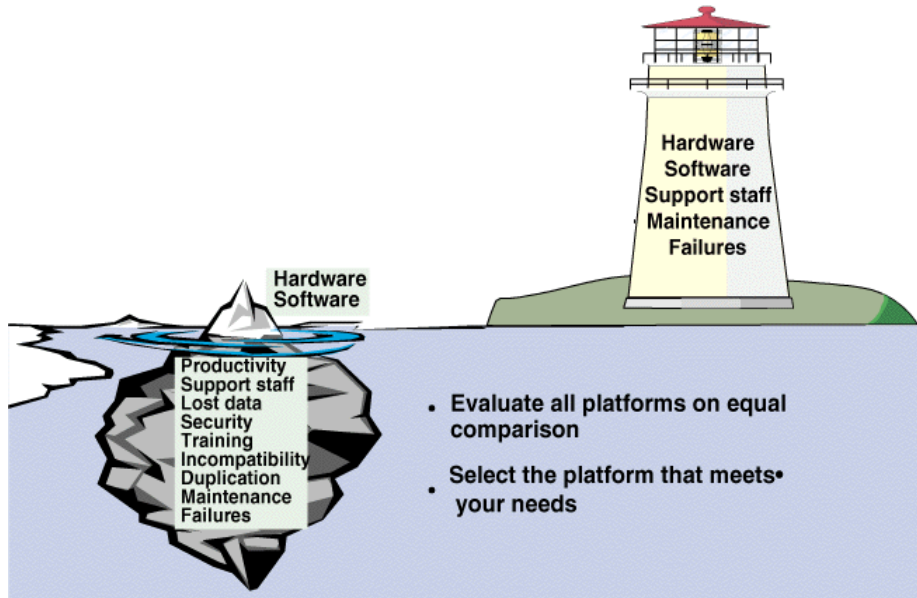 Hardware
Software
Support staff
Maintenance
Failures
Hardware
Software
Productivity
Support staff
Lost data
Security
Training
Incompatibility
Duplication
Maintenance
Failures
• Evaluate all platforms on equal
comparison
• Select the platform that meets•
your needs